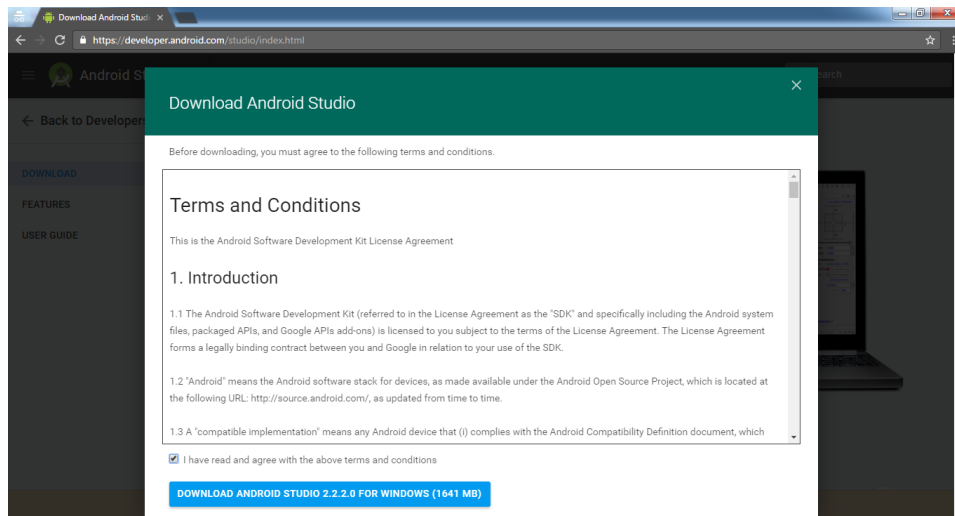 Download Android Stud
https://developer.android.com/studio/index.html
Android St
earch
Back to Developers
DOWNLOAD
FEATURES
USER GUIDE
Download Android Studio
Before downloading, you must agree to the following terms and conditions.
Terms and Conditions
This is the Android Software Development Kit License Agreement
1. Introduction
1.1 The Android Software Development Kit (referred to in the License Agreement as the "SDK" and specifically including the Android system
files, packaged APIs, and Google APIs add-ons) is licensed to you subject to the terms of the License Agreement. The License Agreement
forms a legally binding contract between you and Google in relation to your use of the SDK.
1.2 "Android" means the Android software stack for devices, as made available under the Android Open Source Project, which is located at
the following URL: http://source.android.com/, as updated from time to time.
1.3 A "compatible implementation" means any Android device that (i) complies with the Android Compatibility Definition document, which
I have read and agree with the above terms and conditions
DOWNLOAD ANDROID STUDIO 2.2.2.0 FOR WINDOWS (1641 MB)